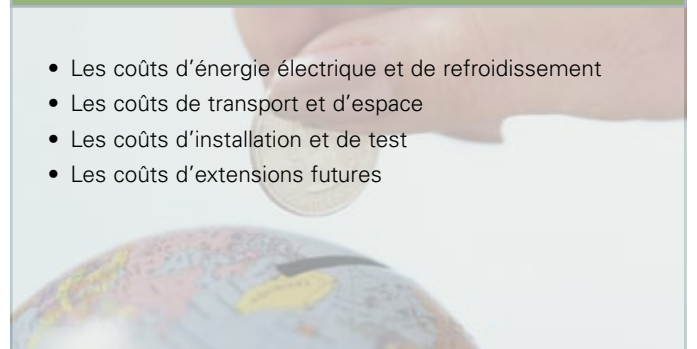 • Les coûts d'énergie électrique et de refroidissement
• Les coûts de transport et d'espace
• Les coûts d'installation et de test
• Les coûts d'extensions futures